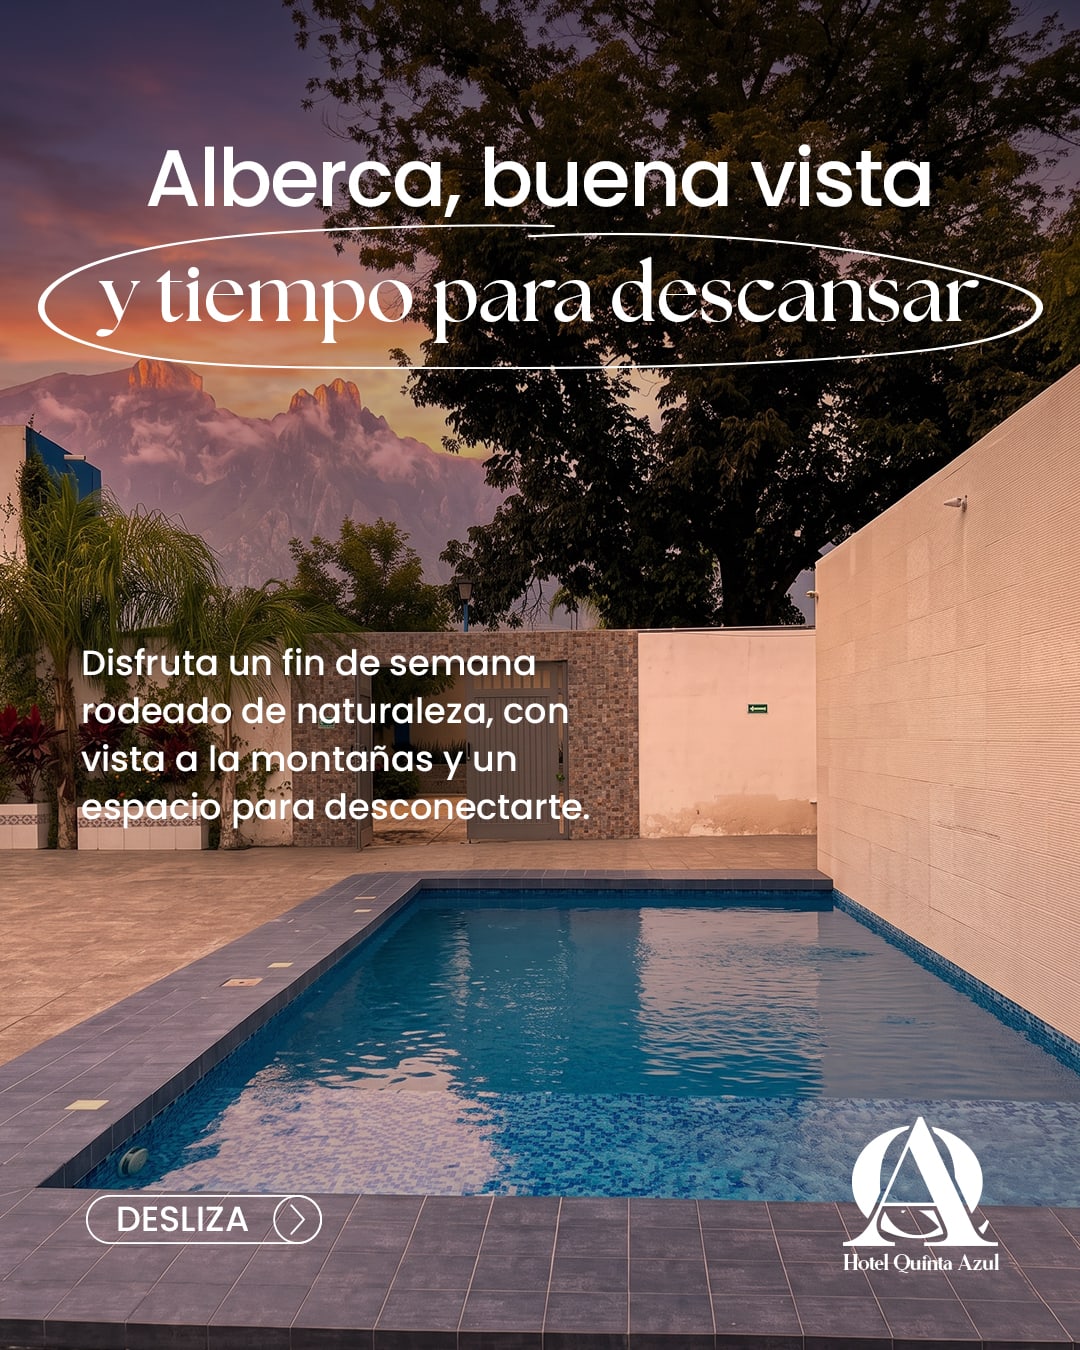 Alberca, buena vista
y tiempo para descansar
Disfruta un fin de semana
rodeado de naturaleza, con
vista a la montañas y un
espacio para desconectarte.
DESLIZA
Hotel Quinta Azul